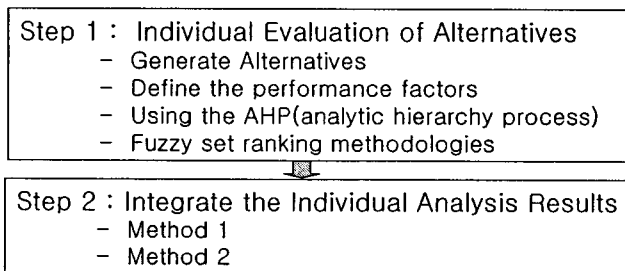 Step 1 : Individual Evaluation of Alternatives
- Generate Alternatives
- Define the performance factors
- Using the AHP(analytic hierarchy process)
- Fuzzy set ranking methodologies
Step 2 : Integrate the Individual Analysis Results
- Method 1
- Method 2